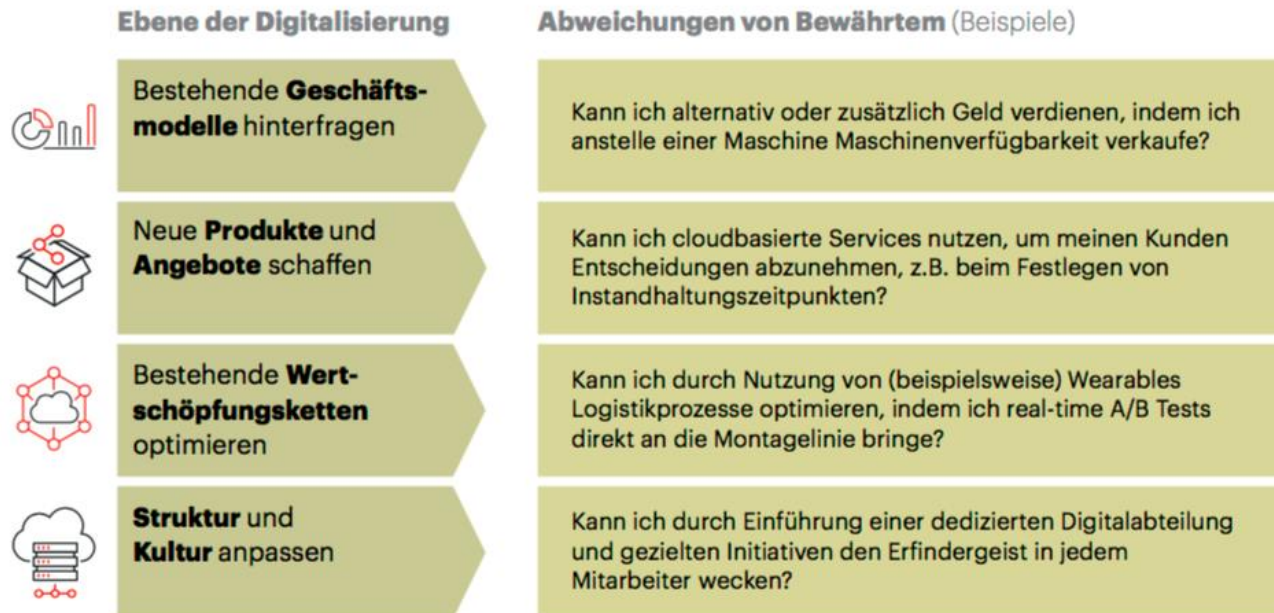 Ebene der Digitalisierung
Abweichungen von Bewährtem (Beispiele)
Bestehende Geschäfts-
modelle hinterfragen
Kann ich alternativ oder zusätzlich Geld verdienen, indem ich
anstelle einer Maschine Maschinenverfügbarkeit verkaufe?
Neue Produkte und
Angebote schaffen
Kann ich cloudbasierte Services nutzen, um meinen Kunden
Entscheidungen abzunehmen, z.B. beim Festlegen von
Instandhaltungszeitpunkten?
Bestehende Wert-
schöpfungsketten
optimieren
Kann ich durch Nutzung von (beispielsweise) Wearables
Logistikprozesse optimieren, indem ich real-time A/B Tests
direkt an die Montagelinie bringe?
Struktur und
Kultur anpassen
Kann ich durch Einführung einer dedizierten Digitalabteilung
und gezielten Initiativen den Erfindergeist in jedem
Mitarbeiter wecken?